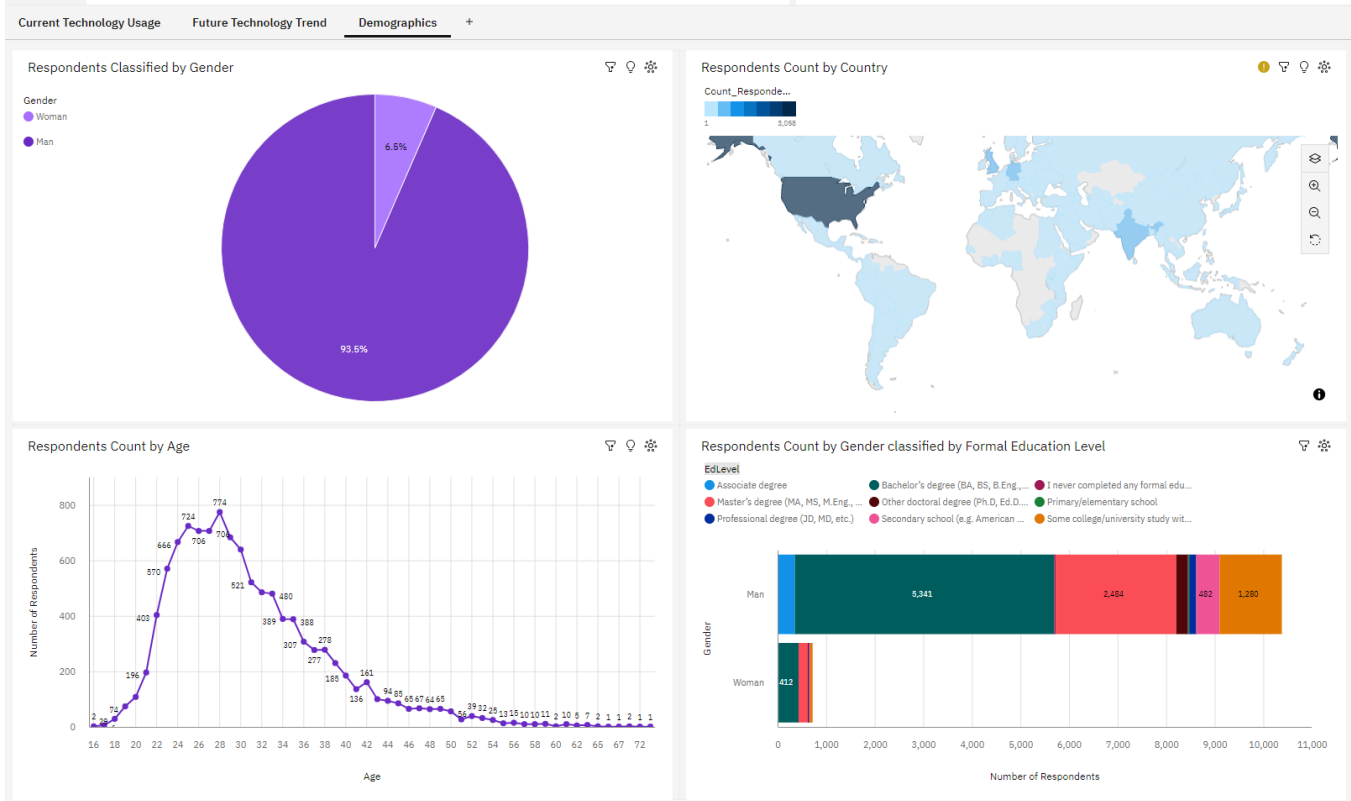 Current Technology Usage Future Technology Trend Demographics +
Respondents Classified by Gender
Gender
Woman
Man
6.5%
93.5%
Respondents Count by Country
Count_Responde...
1 3,058
Respondents Count by Age
Number of Respondents
800
600
400
200
0
2
28
74
196
403
570
666
724
706
774
706
521
480
389
388
307
277
278
185
136
161
94
85
65 67 64 65
56
39 32 25 13 15 10 10 11 2 10 5 7 2 1 1 2 1 1
16 18 20 22 24 26 28 30 32 34 36 38 40 42 44 46 48 50 52 54 56 58 60 62 65 67 72
Age
Respondents Count by Gender classified by Formal Education Level
EdLevel
Associate degree Bachelor's degree (BA, BS, B.Eng.,... I never completed any formal edu...
Master's degree (MA, MS, M.Eng., ... Other doctoral degree (Ph.D, Ed.D.... Primary/elementary school
Professional degree (JD, MD, etc.) Secondary school (e.g. American ... Some college/university study wit...
Gender
Man
5,341 2,484 482 1,280
Woman
412
0 1,000 2,000 3,000 4,000 5,000 6,000 7,000 8,000 9,000 10,000 11,000
Number of Respondents